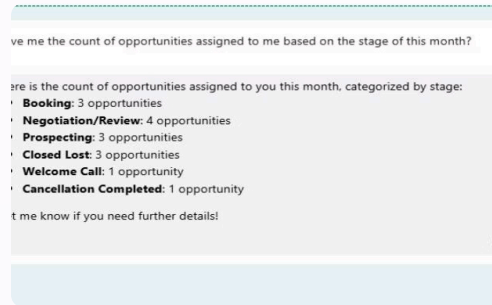 ve me the count of opportunities assigned to me based on the stage of this month?
ere is the count of opportunities assigned to you this month, categorized by stage:
Booking: 3 opportunities
Negotiation/Review: 4 opportunities
Prospecting: 3 opportunities
Closed Lost: 3 opportunities
Welcome Call: 1 opportunity
Cancellation Completed: 1 opportunity
t me know if you need further details!